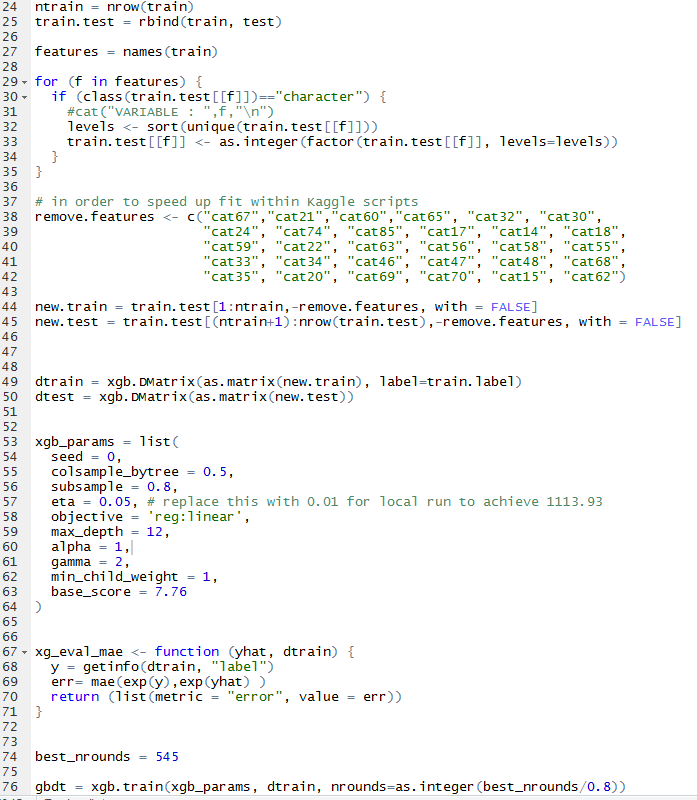 24 ntrain = nrow(train)
25 train.test = rbind(train, test)
26
27 features = names(train)
28
29 for (f in features) {
30   if (class(train.test[[f]])=="character") {
31     #cat("VARIABLE : ",f,"\n")
32     levels <- sort(unique(train.test[[f]]))
33     train.test[[f]] <- as.integer(factor(train.test[[f]], levels=levels))
34   }
35 }
36
37 # in order to speed up fit within Kaggle scripts
38 remove.features <- c("cat67","cat21","cat60","cat65", "cat32", "cat30",
39                      "cat24", "cat74", "cat85", "cat17", "cat14", "cat18",
40                      "cat59", "cat22", "cat63", "cat56", "cat58", "cat55",
41                      "cat33", "cat34", "cat46", "cat47", "cat48", "cat68",
42                      "cat35", "cat20", "cat69", "cat70", "cat15", "cat62")
43
44 new.train = train.test[1:ntrain,-remove.features, with = FALSE]
45 new.test = train.test[(ntrain+1):nrow(train.test),-remove.features, with = FALSE]
46
47
48
49 dtrain = xgb.DMatrix(as.matrix(new.train), label=train.label)
50 dtest = xgb.DMatrix(as.matrix(new.test))
51
52
53 xgb_params = list(
54   seed = 0,
55   colsample_bytree = 0.5,
56   subsample = 0.8,
57   eta = 0.05, # replace this with 0.01 for local run to achieve 1113.93
58   objective = 'reg:linear',
59   max_depth = 12,
60   alpha = 1,
61   gamma = 2,
62   min_child_weight = 1,
63   base_score = 7.76
64 )
65
66
67 xg_eval_mae <- function (yhat, dtrain) {
68   y = getinfo(dtrain, "label")
69   err= mae(exp(y),exp(yhat) )
70   return (list(metric = "error", value = err))
71 }
72
73
74 best_nrounds = 545
75
76 gbdt = xgb.train(xgb_params, dtrain, nrounds=as.integer(best_nrounds/0.8))